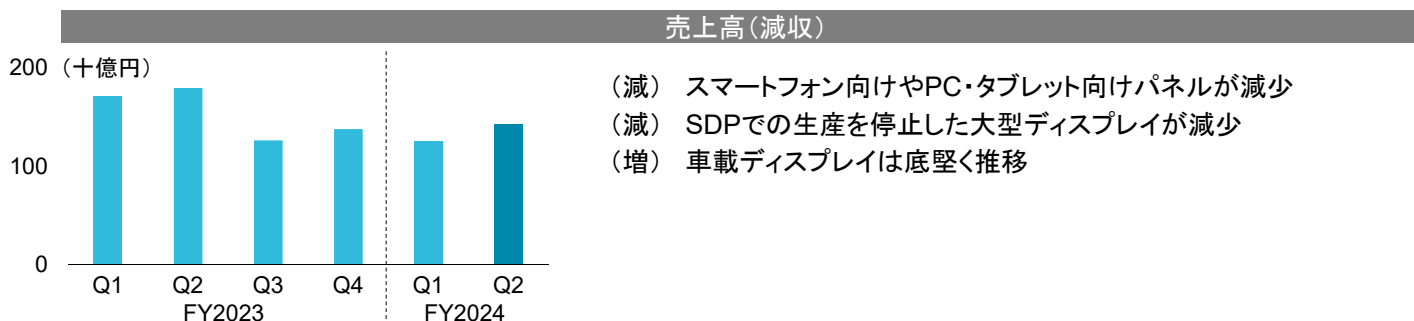 売上高（減収）
200 （十億円）
100
0
Q1 Q2 Q3 Q4 Q1 Q2
FY2023 FY2024
（減） スマートフォン向けやPC・タブレット向けパネルが減少
（減） SDPでの生産を停止した大型ディスプレイが減少
（増） 車載ディスプレイは底堅く推移